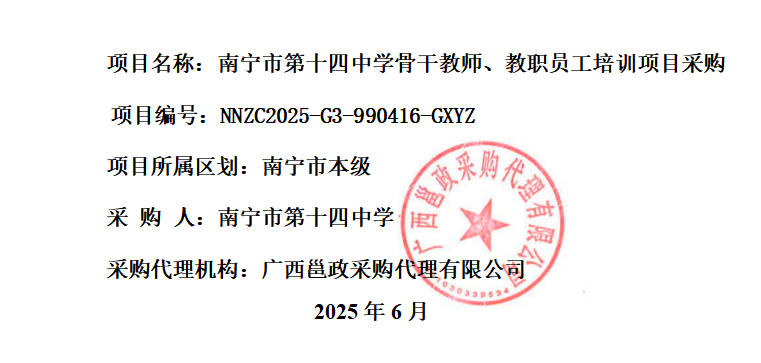 项目名称：南宁市第十四中学骨干教师、教职员工培训项目采购
项目编号：NNZC2025-G3-990416-GXYZ
项目所属区划：南宁市本级
采 购 人：南宁市第十四中学
采购代理机构：广西邕政采购代理有限公司
2025 年 6 月
广西邕政采购代理有限公司